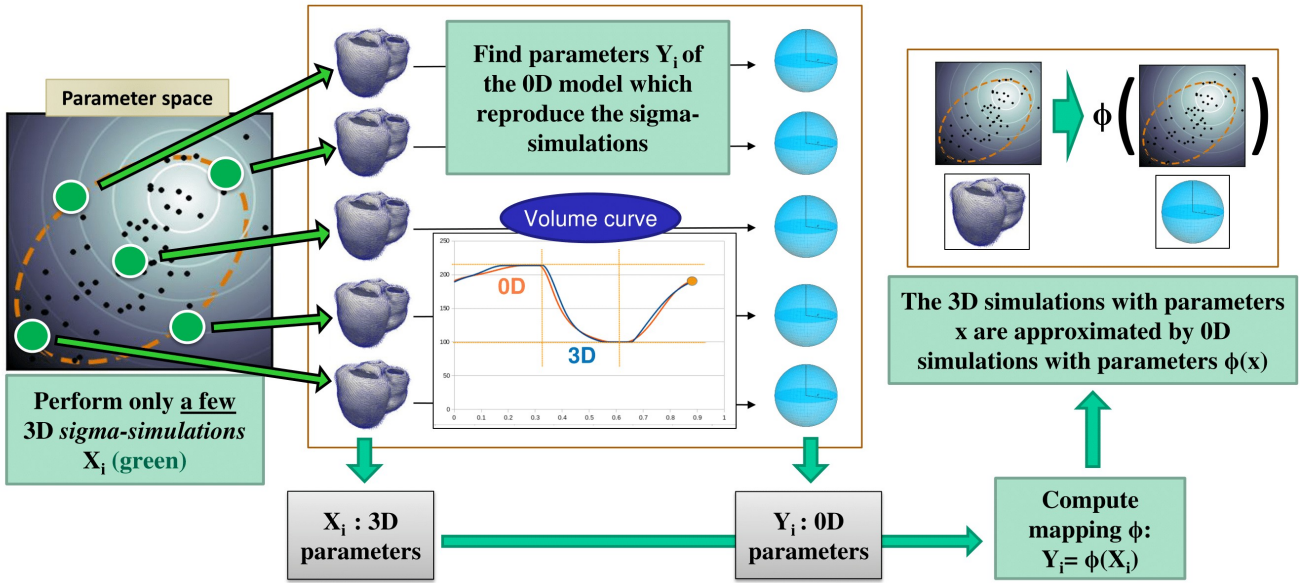 Parameter space
Perform only a few
3D sigma-simulations
Xi (green)
Find parameters Yi of
the 0D model which
reproduce the sigma-
simulations
Volume curve
250
200
150
100
50
0
0
0.1
0.2
0.3
0.4
0.5
0.6
0.7
0.8
0.9
1
0D
3D
Xi : 3D
parameters
Yi : 0D
parameters
Compute
mapping ϕ:
Yi= ϕ(Xi)
ϕ( )
The 3D simulations with parameters
x are approximated by 0D
simulations with parameters ϕ(x)